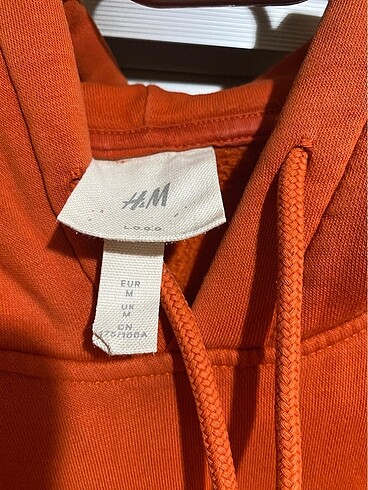 H&M
L.O.G.G.
EUR
M
UK
M
CN
175/100A